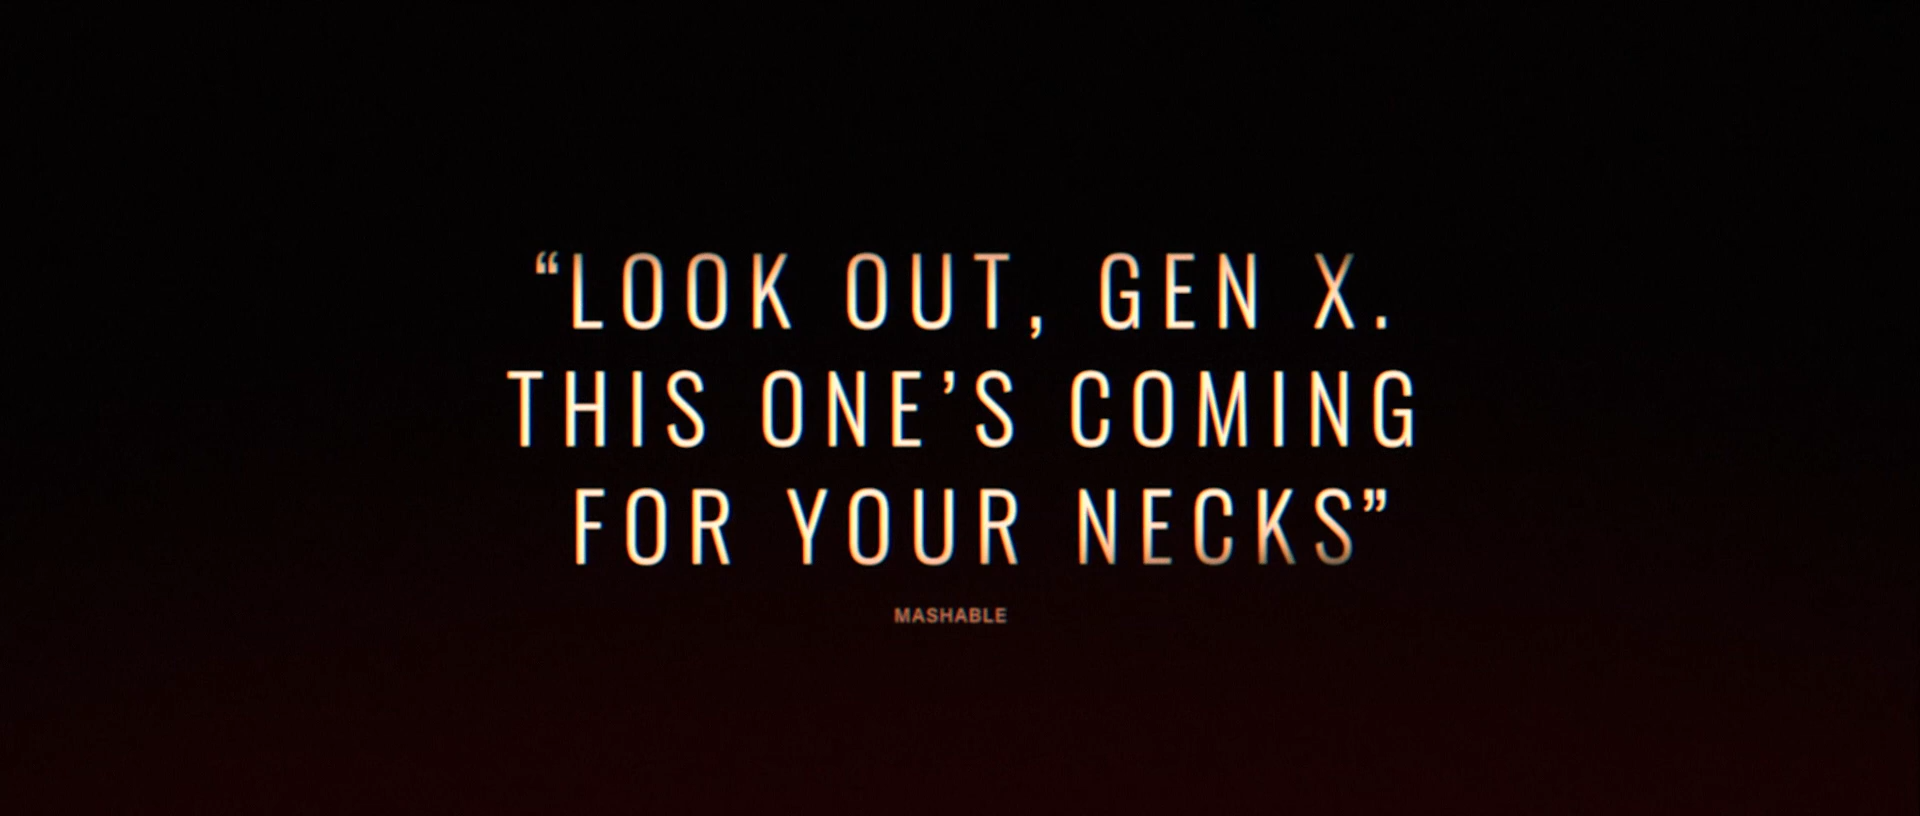 “LOOK OUT, GEN X.
THIS ONE’S COMING
FOR YOUR NECKS”
MASHABLE